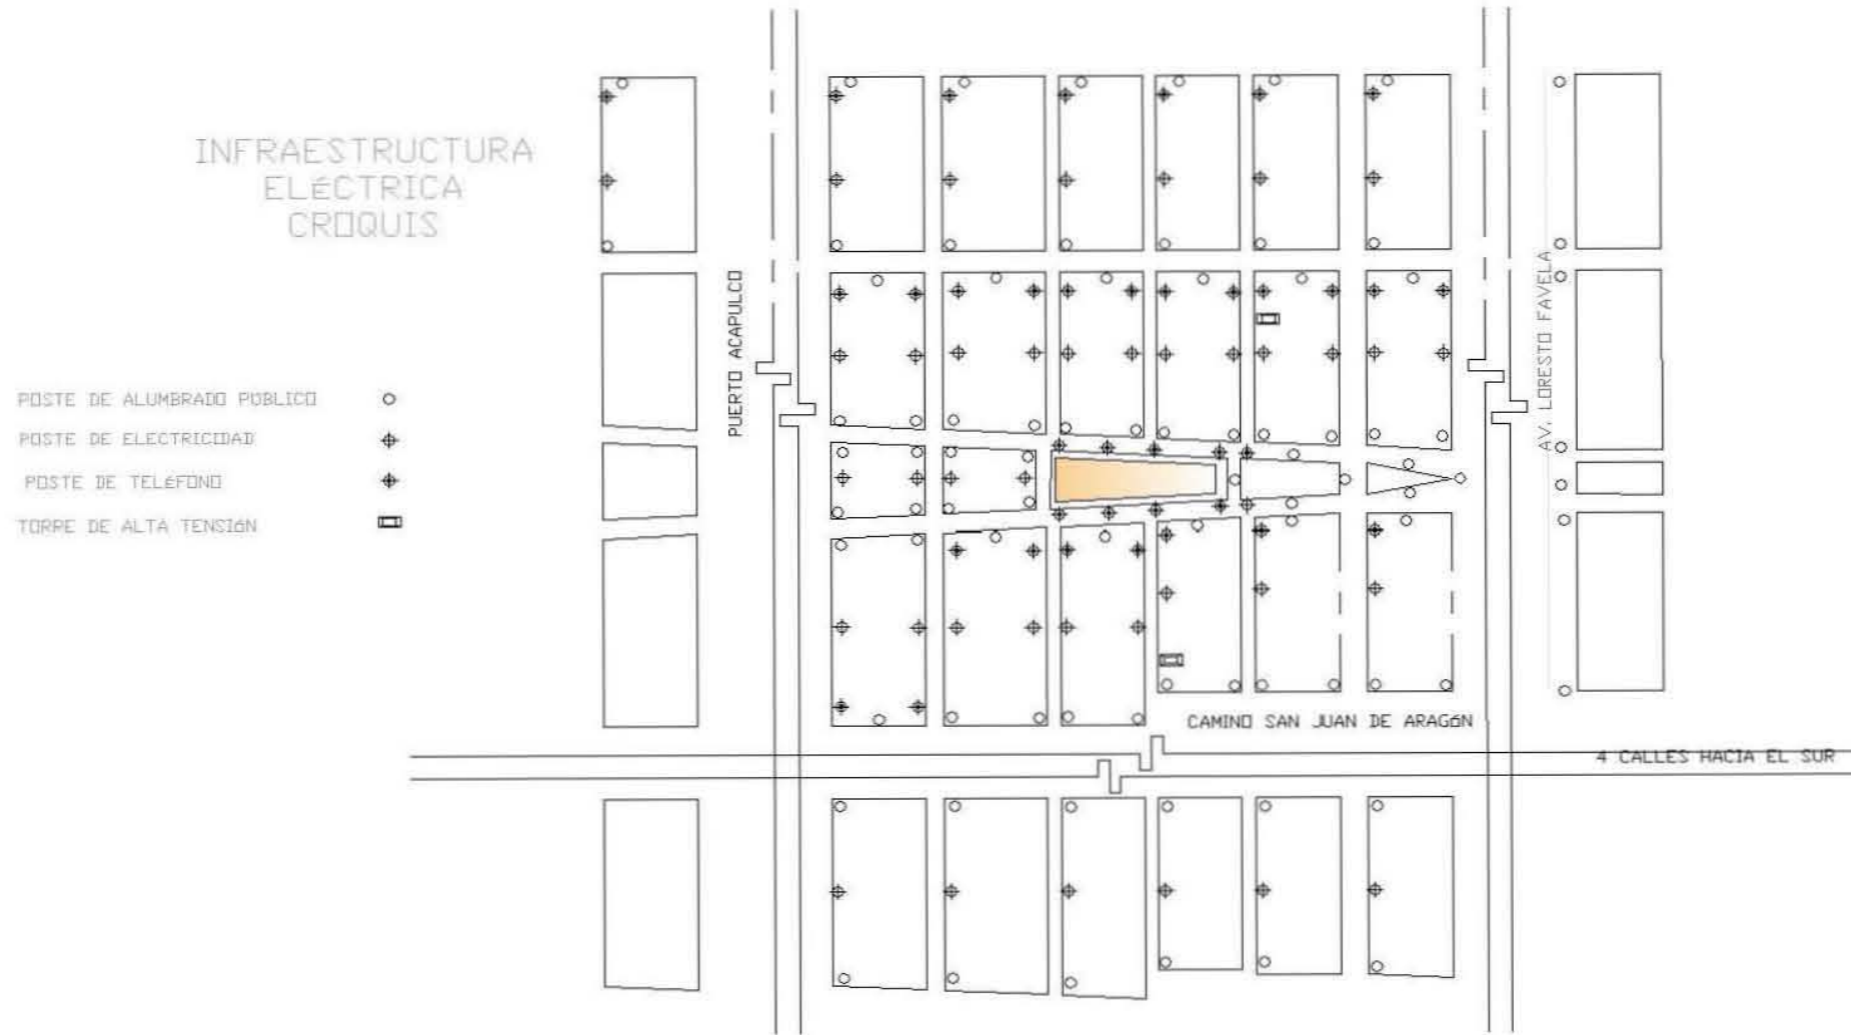 INFRAESTRUCTURA
ELéCTRICA
CROQUIS
PUERTO ACAPULCO
AV. LORESTO FAVELA
POSTE DE ALUMBRADO PÚBLICO
POSTE DE ELECTRICIDAD
POSTE DE TELéFONO
TORRE DE ALTA TENSIóN
CAMINO SAN JUAN DE ARAGóN
4 CALLES HACIA EL SUR